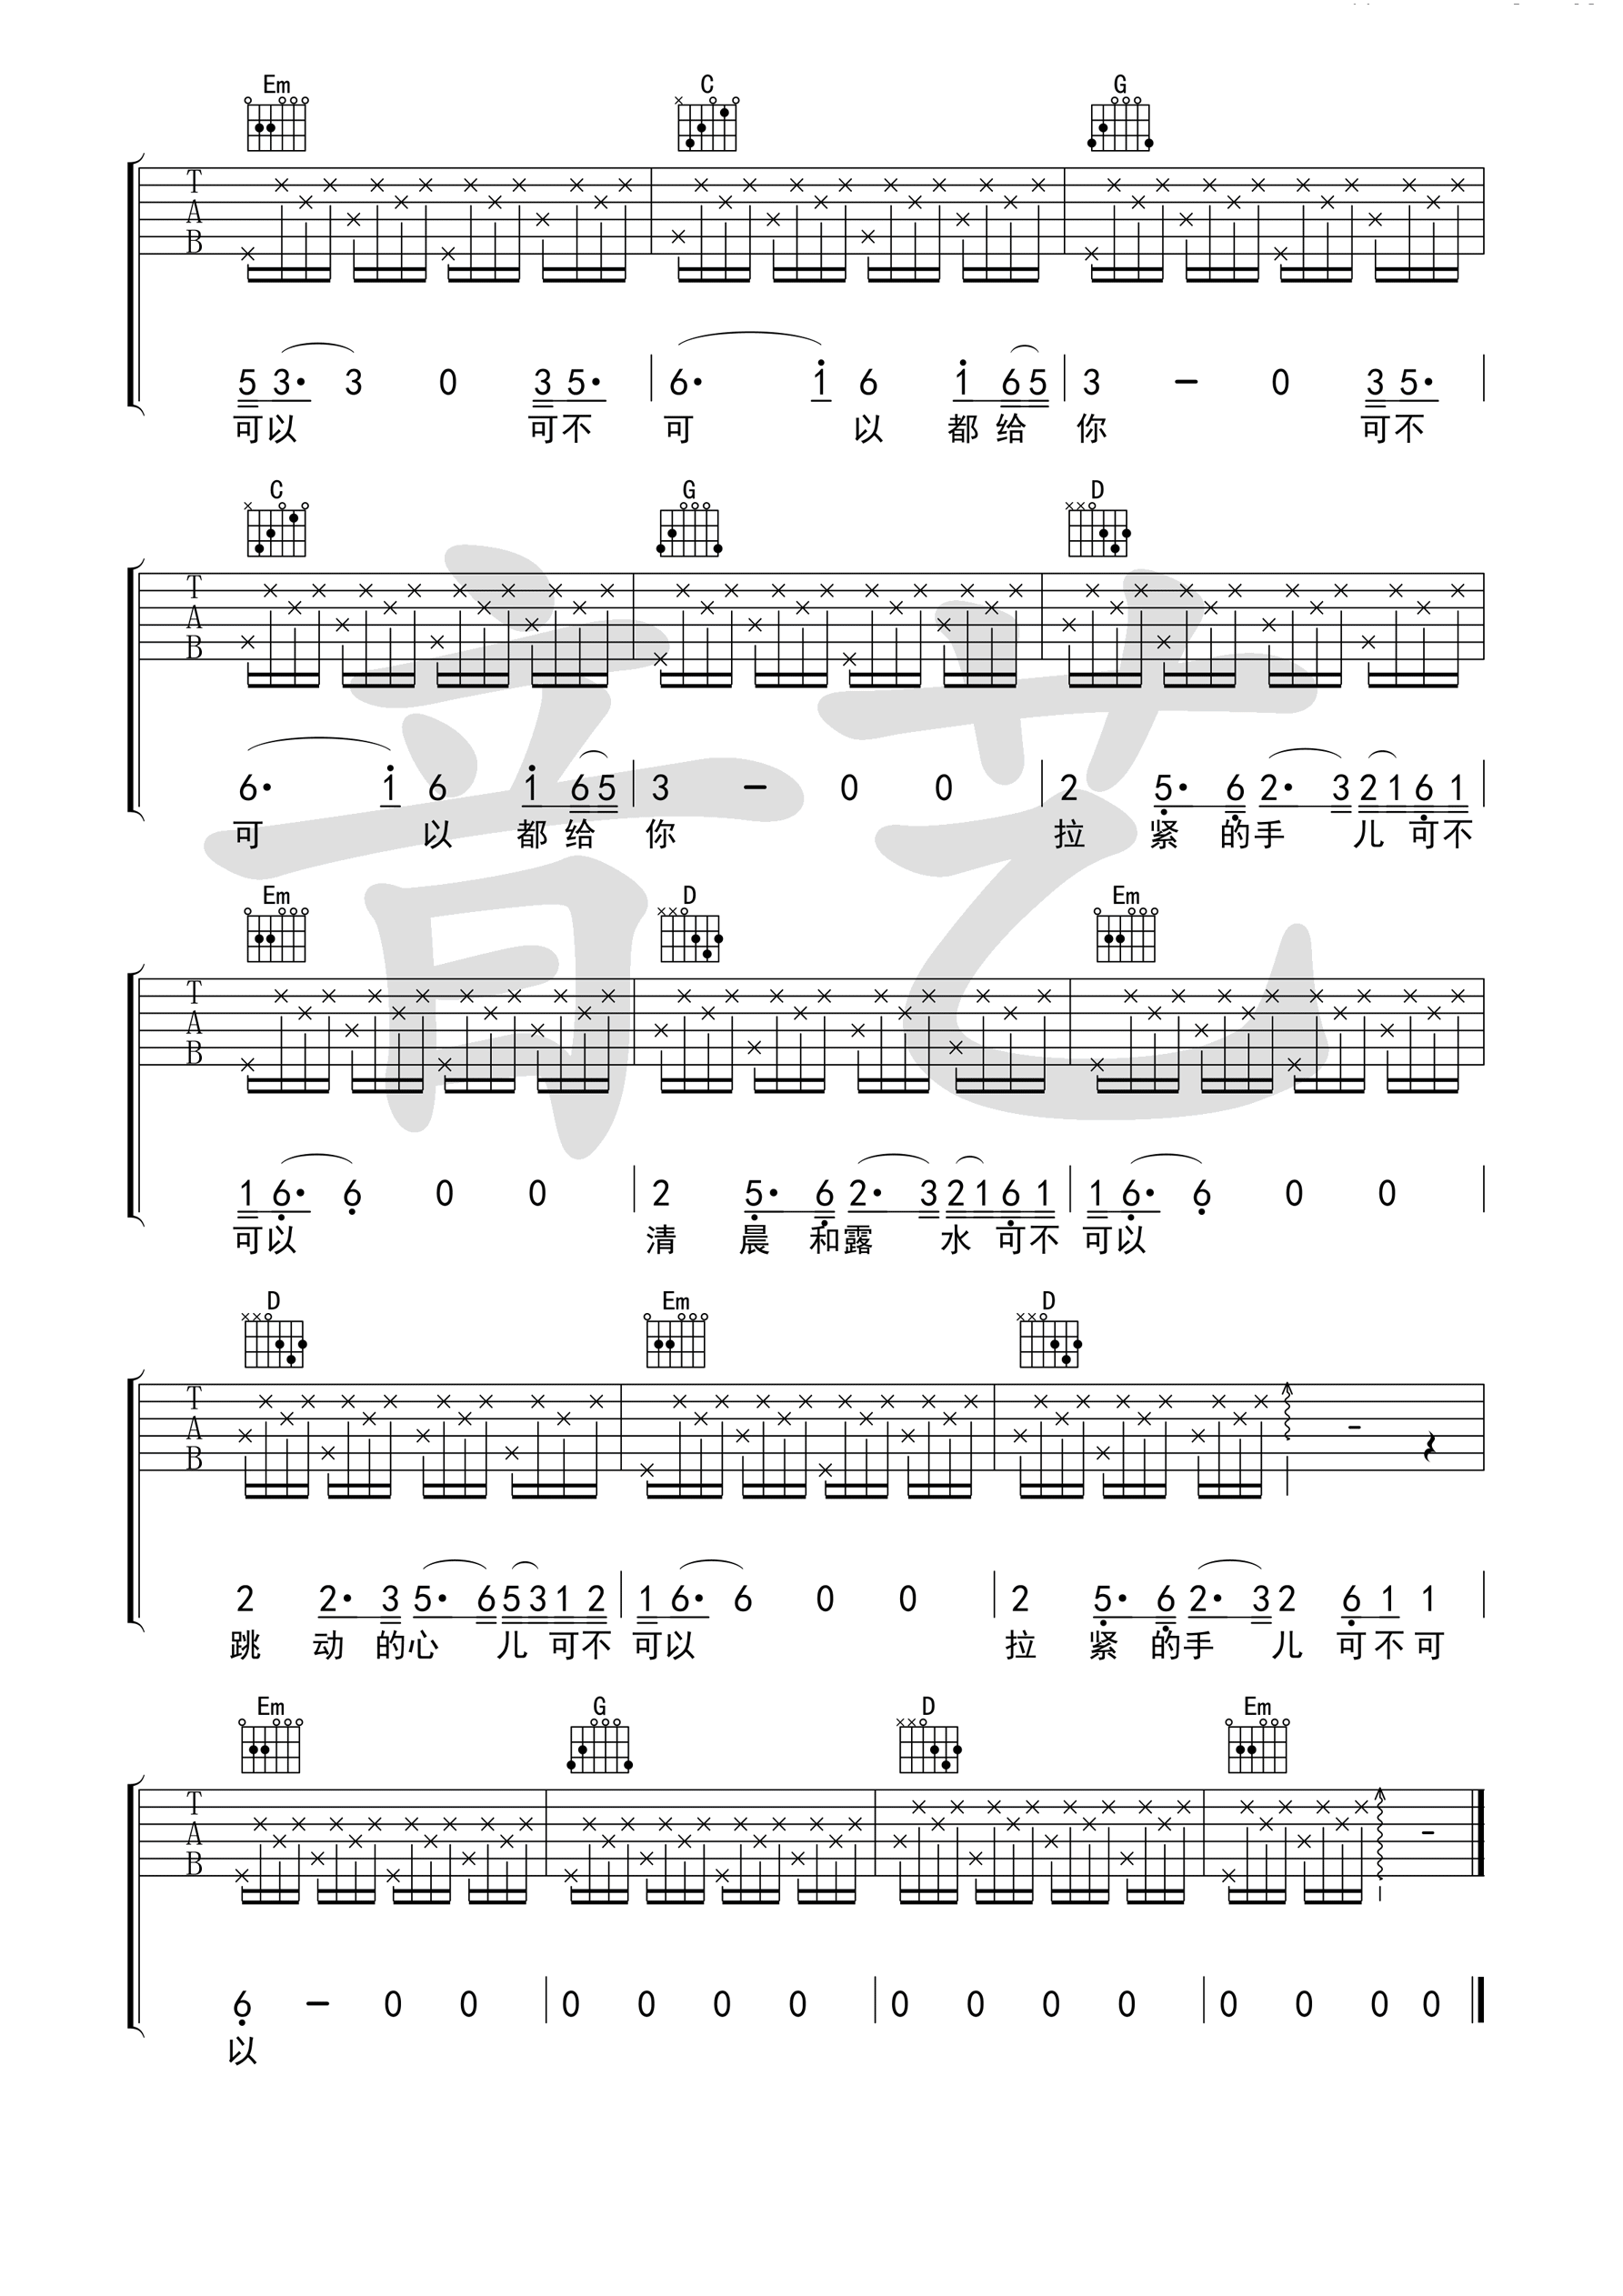 Em C G
T A B
5 3· 3 0 3 5· | 6· 1 6 1 6 5 | 3 – 0 3 5· |
可以 可不 可 以 都 给 你 可不
C G D
T A B
6· 1 6 1 6 5 | 3 – 0 0 | 2 5· 6 2· 3 2 1 6 1 |
可 以 都 给 你 拉 紧 的手 儿 可不
音艺
Em D Em
T A B
1 6· 6 0 0 | 2 5· 6 2· 3 2 1 6 1 | 1 6· 6 0 0 |
可以 清 晨 和露 水 可不 可以
D Em D
T A B
2 2· 3 5· 6 5 3 1 2 | 1 6· 6 0 0 | 2 5· 6 2· 3 2 6 1 1 |
跳 动 的心 儿 可不 可以 拉 紧 的手 儿 可 不 可
Em G D Em
T A B
6 – 0 0 | 0 0 0 0 | 0 0 0 0 | 0 0 0 0
以